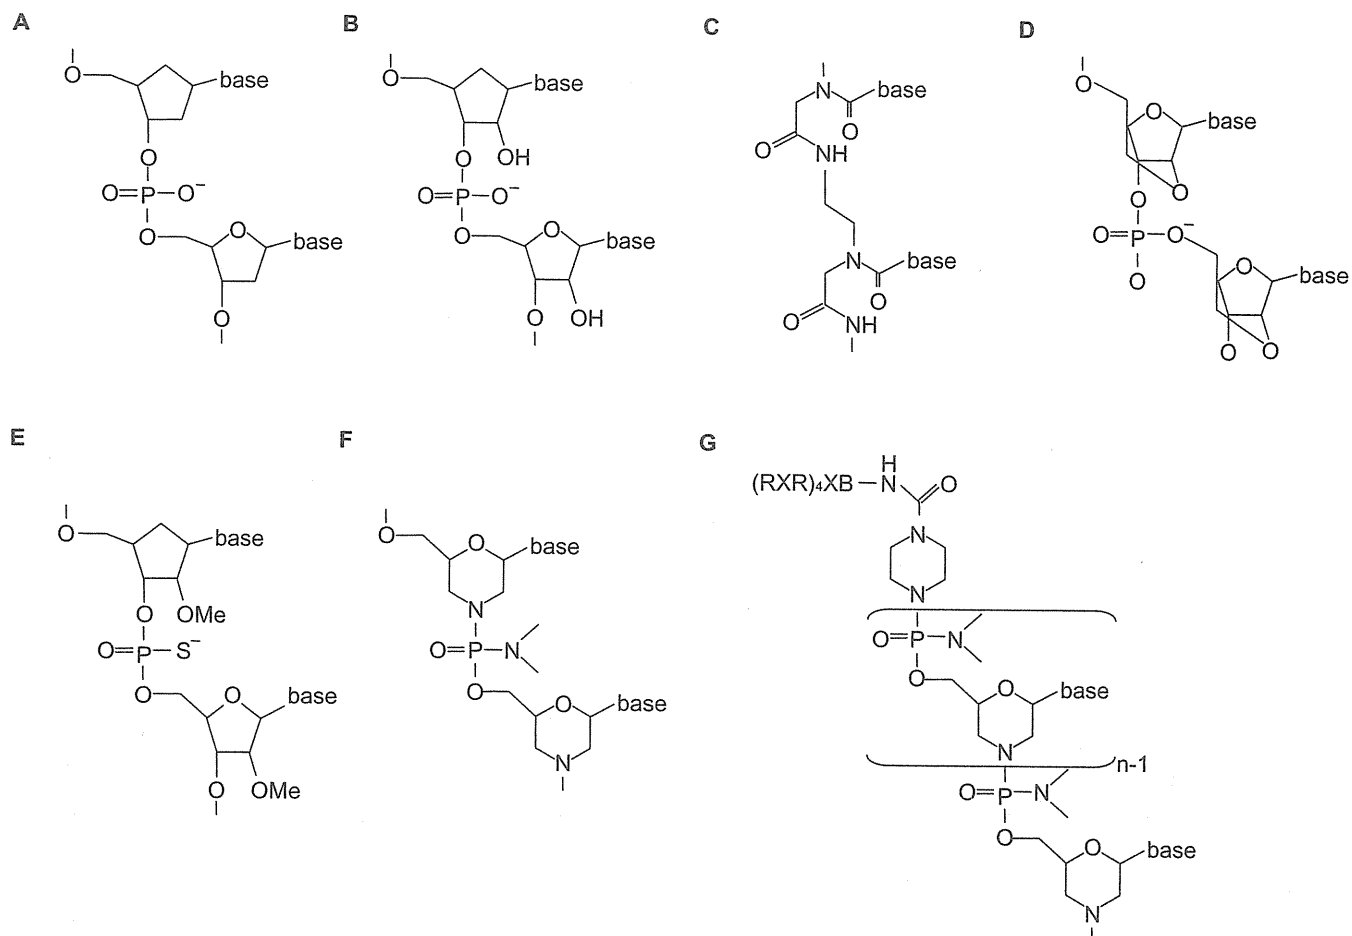 A
O
base
O
O=P–O⁻
O
O
base
O
B
O
base
O
OH
O=P–O⁻
O
O
base
O
OH
C
N
base
O
O
NH
N
base
O
O
NH
D
O
O
base
O
O
O=P–O⁻
O
O
base
O
O
E
O
base
O
OMe
O=P–S⁻
O
O
base
O
OMe
F
O
O
base
N
O=P–N
O
O
base
N
G
(RXR)₄XB–N
H
O
N
N
O=P–N
O
O
base
N
n-1
O=P–N
O
O
base
N